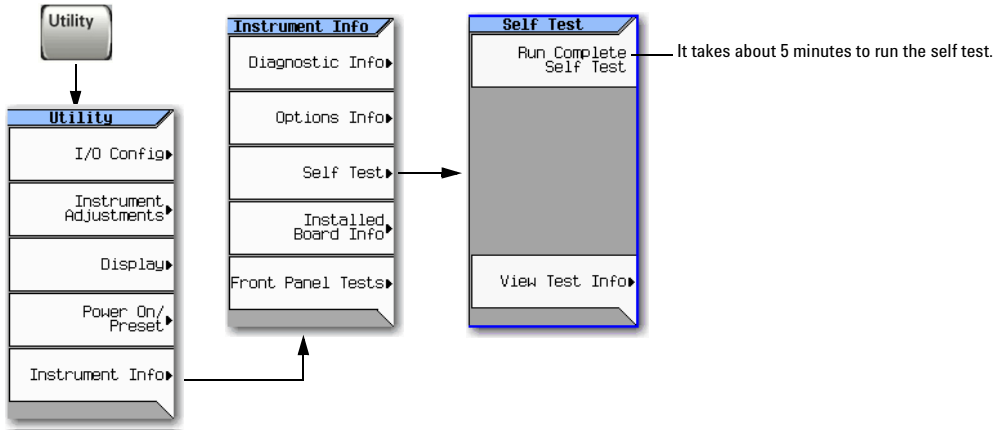 Utility
Utility
I/O Config
Instrument
Adjustments
Display
Power On/
Preset
Instrument Info
Instrument Info
Diagnostic Info
Options Info
Self Test
Installed
Board Info
Front Panel Tests
Self Test
Run Complete
Self Test
View Test Info
It takes about 5 minutes to run the self test.